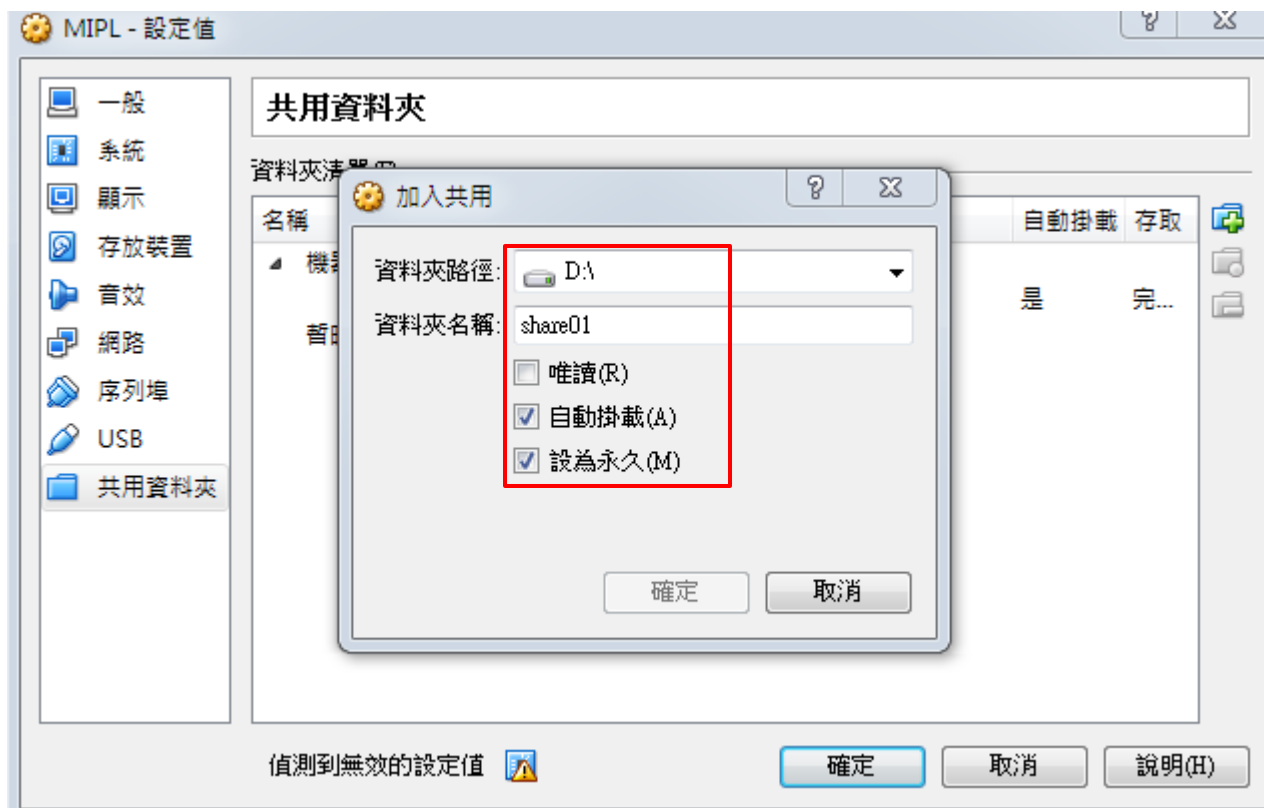 MIPL - 設定值
一般
系統
顯示
存放裝置
音效
網路
序列埠
USB
共用資料夾
共用資料夾
資料夾清
名稱
自動掛載
存取
是
完...
加入共用
資料夾路徑:
D:\
資料夾名稱:
share01
唯讀(R)
自動掛載(A)
設為永久(M)
確定
取消
偵測到無效的設定值
確定
取消
說明(H)